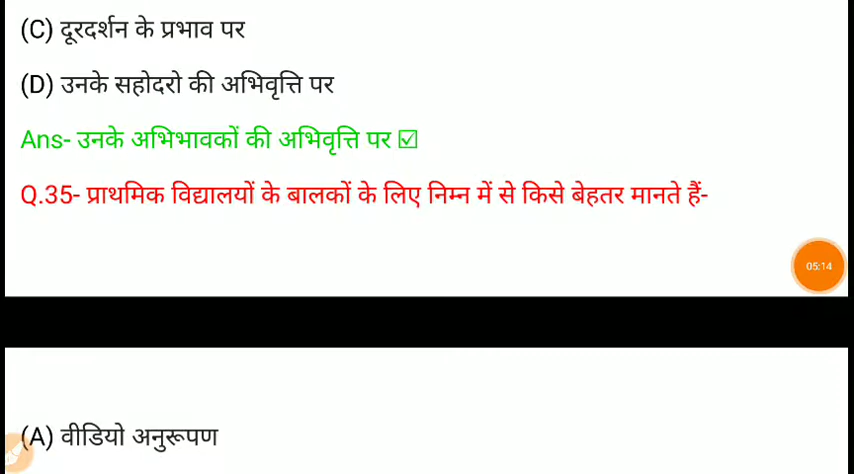 (C) दूरदर्शन के प्रभाव पर
(D) उनके सहोदरो की अभिवृत्ति पर
Ans- उनके अभिभावकों की अभिवृत्ति पर ☑
Q.35- प्राथमिक विद्यालयों के बालकों के लिए निम्न में से किसे बेहतर मानते हैं-
05:14
(A) वीडियो अनुरूपण